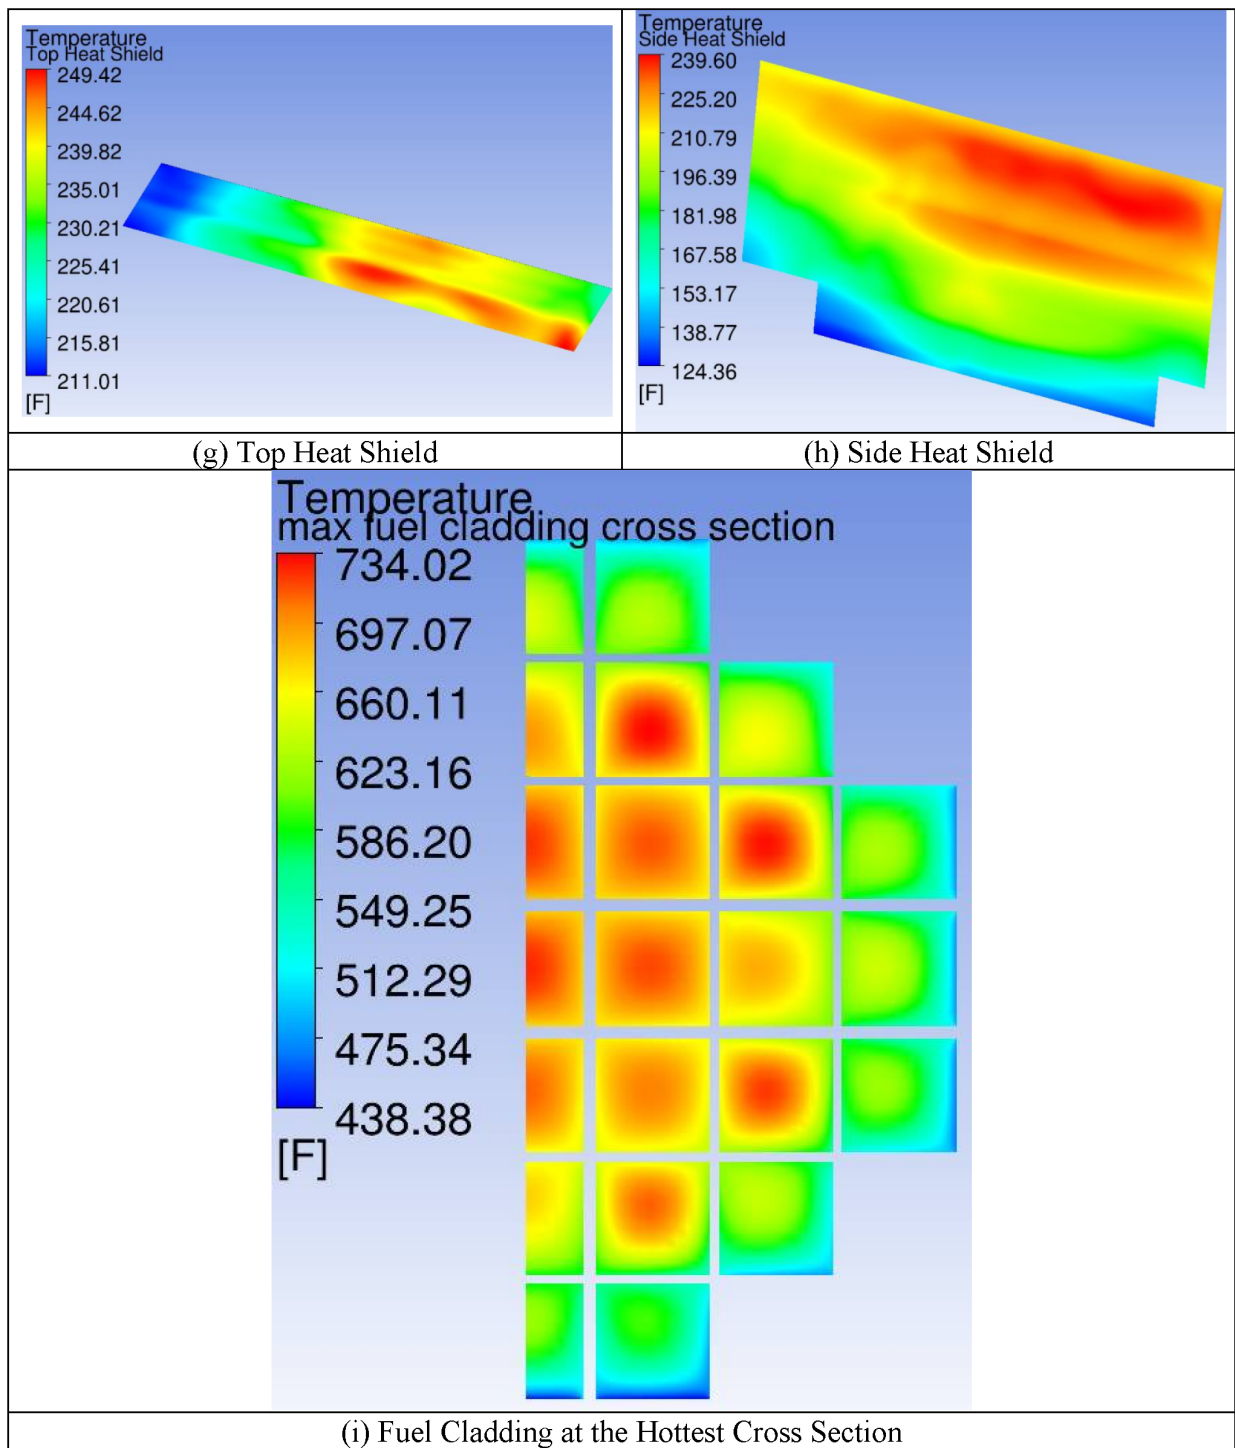 Temperature
Top Heat Shield
249.42
244.62
239.82
235.01
230.21
225.41
220.61
215.81
211.01
[F]
Temperature
Side Heat Shield
239.60
225.20
210.79
196.39
181.98
167.58
153.17
138.77
124.36
[F]
(g) Top Heat Shield
(h) Side Heat Shield
Temperature
max fuel cladding cross section
734.02
697.07
660.11
623.16
586.20
549.25
512.29
475.34
438.38
[F]
(i) Fuel Cladding at the Hottest Cross Section